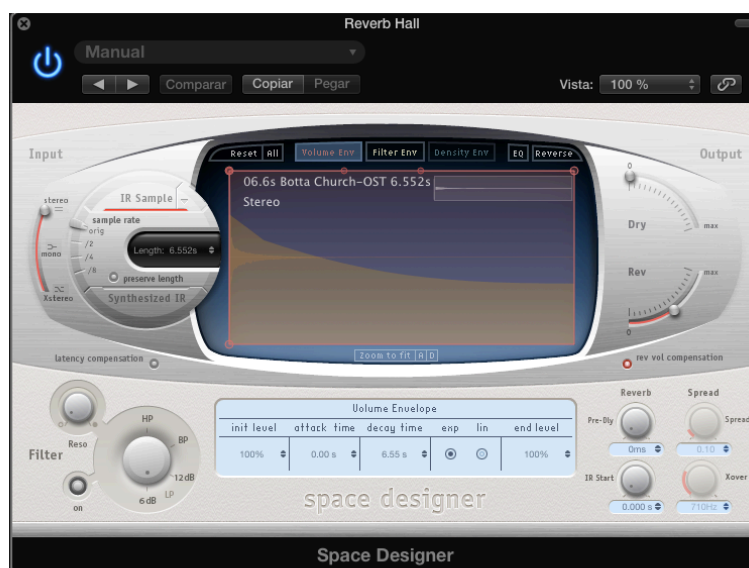 Reverb Hall
Manual
Comparar Copiar Pegar Vista: 100 %
Input Reset All Volume Env Filter Env Density Env EQ Reverse Output
06.6s Botta Church-OST 6.552s
Stereo
stereo IR Sample
sample rate
orig
/2
mono /4
/8
Length: 6.552s
preserve length
Xstereo Synthesized IR
0
Dry max
Rev max
0
latency compensation Zoom to fit A D rev vol compensation
Volume Envelope
init level attack time decay time exp lin end level
100% 0.00 s 6.55 s 100%
Reverb Spread
Pre-Dly Spread
0ms 0.10
IR Start Xover
0.000 s 710Hz
Reso
Filter
on
HP
BP
12dB
LP
6dB
space designer
Space Designer